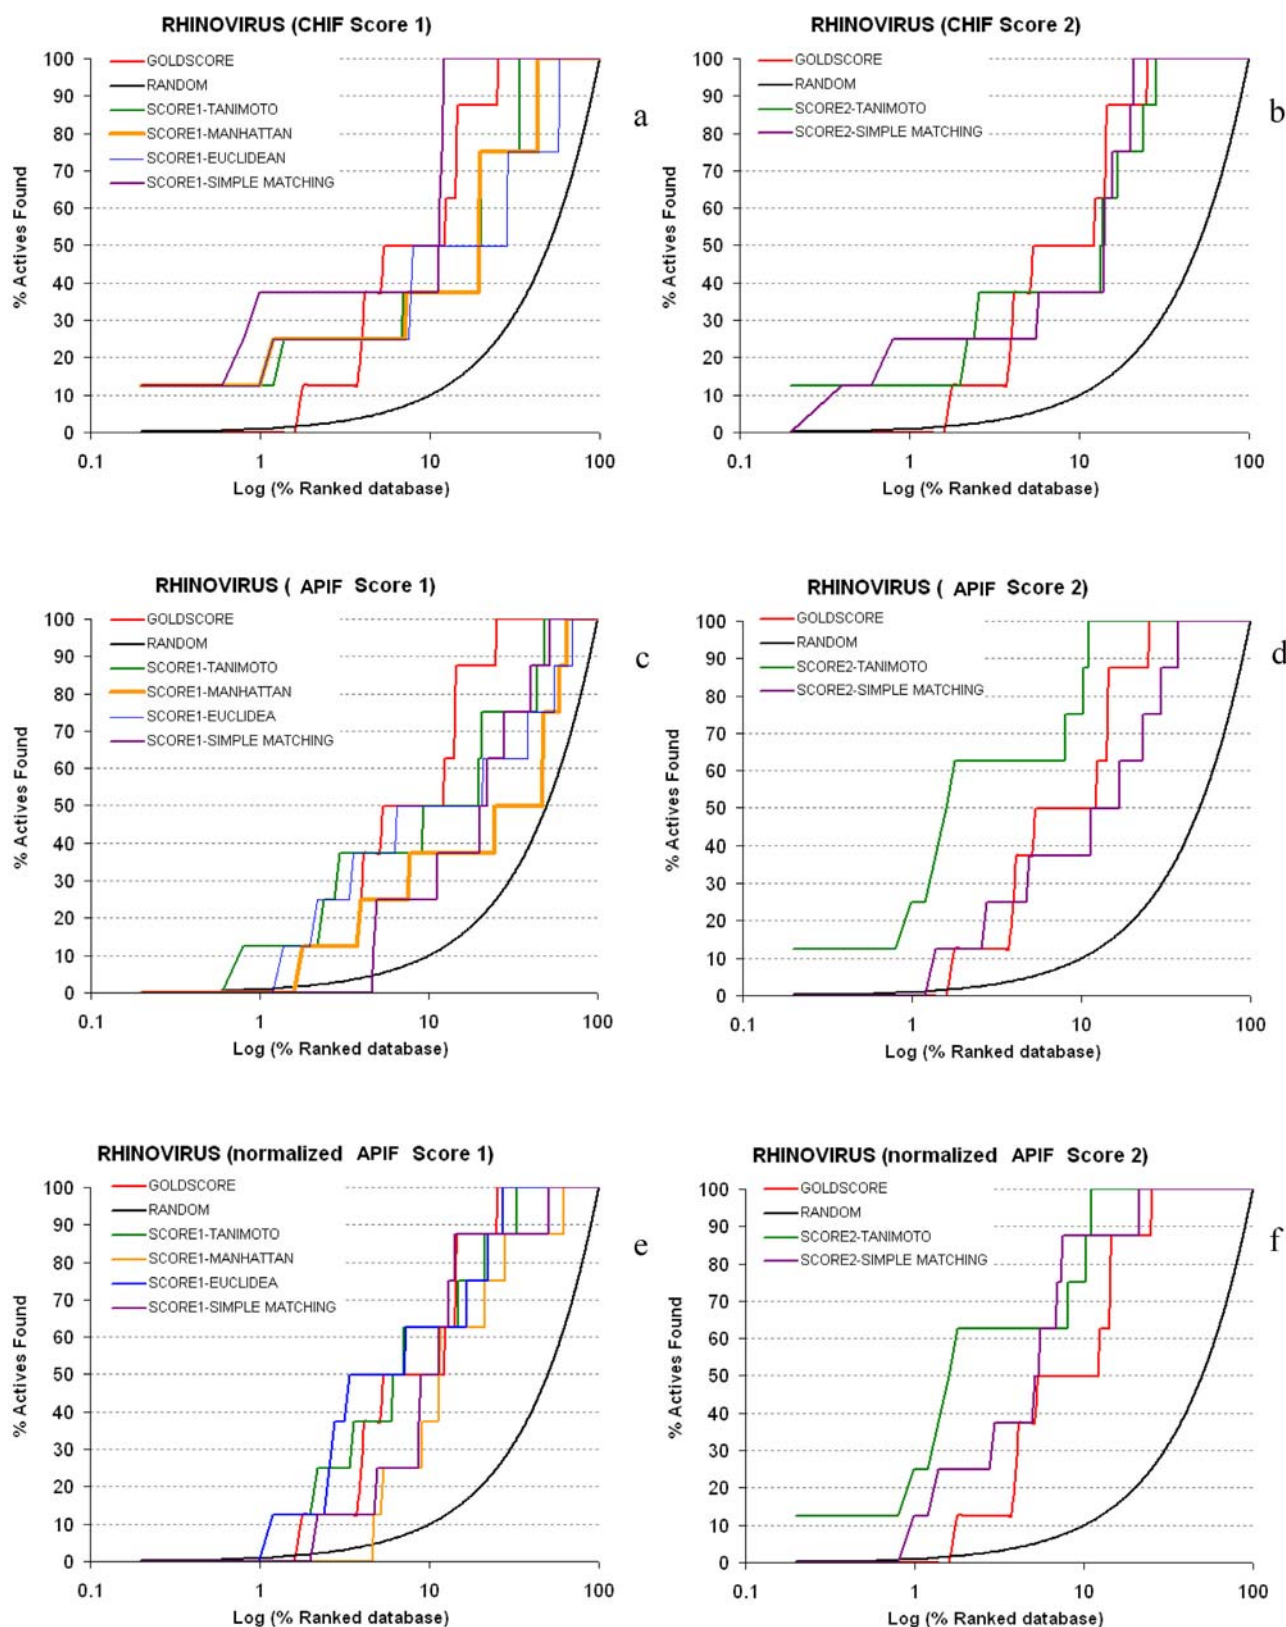 RHINOVIRUS (CHIF Score 1)
GOLDSCORE
RANDOM
SCORE1-TANIMOTO
SCORE1-MANHATTAN
SCORE1-EUCLIDEAN
SCORE1-SIMPLE MATCHING
100
90
80
70
60
50
40
30
20
10
0
% Actives Found
0.1 1 10 100
Log (% Ranked database)
a
RHINOVIRUS (CHIF Score 2)
GOLDSCORE
RANDOM
SCORE2-TANIMOTO
SCORE2-SIMPLE MATCHING
100
90
80
70
60
50
40
30
20
10
0
% Actives Found
0.1 1 10 100
Log (% Ranked database)
b
RHINOVIRUS ( APIF Score 1)
GOLDSCORE
RANDOM
SCORE1-TANIMOTO
SCORE1-MANHATTAN
SCORE1-EUCLIDEA
SCORE1-SIMPLE MATCHING
100
90
80
70
60
50
40
30
20
10
0
% Actives Found
0.1 1 10 100
Log (% Ranked database)
c
RHINOVIRUS ( APIF Score 2)
GOLDSCORE
RANDOM
SCORE2-TANIMOTO
SCORE2-SIMPLE MATCHING
100
90
80
70
60
50
40
30
20
10
0
% Actives Found
0.1 1 10 100
Log (% Ranked database)
d
RHINOVIRUS (normalized APIF Score 1)
GOLDSCORE
RANDOM
SCORE1-TANIMOTO
SCORE1-MANHATTAN
SCORE1-EUCLIDEA
SCORE1-SIMPLE MATCHING
100
90
80
70
60
50
40
30
20
10
0
% Actives Found
0.1 1 10 100
Log (% Ranked database)
e
RHINOVIRUS (normalized APIF Score 2)
GOLDSCORE
RANDOM
SCORE2-TANIMOTO
SCORE2-SIMPLE MATCHING
100
90
80
70
60
50
40
30
20
10
0
% Actives Found
0.1 1 10 100
Log (% Ranked database)
f